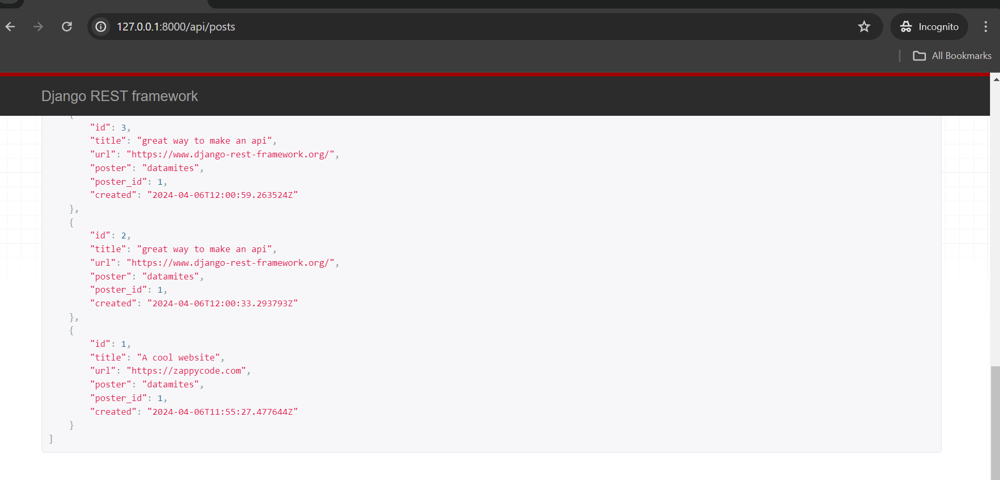 127.0.0.1:8000/api/posts
Incognito
All Bookmarks
Django REST framework
{
"id": 3,
"title": "great way to make an api",
"url": "https://www.django-rest-framework.org/",
"poster": "datamites",
"poster_id": 1,
"created": "2024-04-06T12:00:59.263524Z"
},
{
"id": 2,
"title": "great way to make an api",
"url": "https://www.django-rest-framework.org/",
"poster": "datamites",
"poster_id": 1,
"created": "2024-04-06T12:00:33.293793Z"
},
{
"id": 1,
"title": "A cool website",
"url": "https://zappycode.com",
"poster": "datamites",
"poster_id": 1,
"created": "2024-04-06T11:55:27.477644Z"
}
]